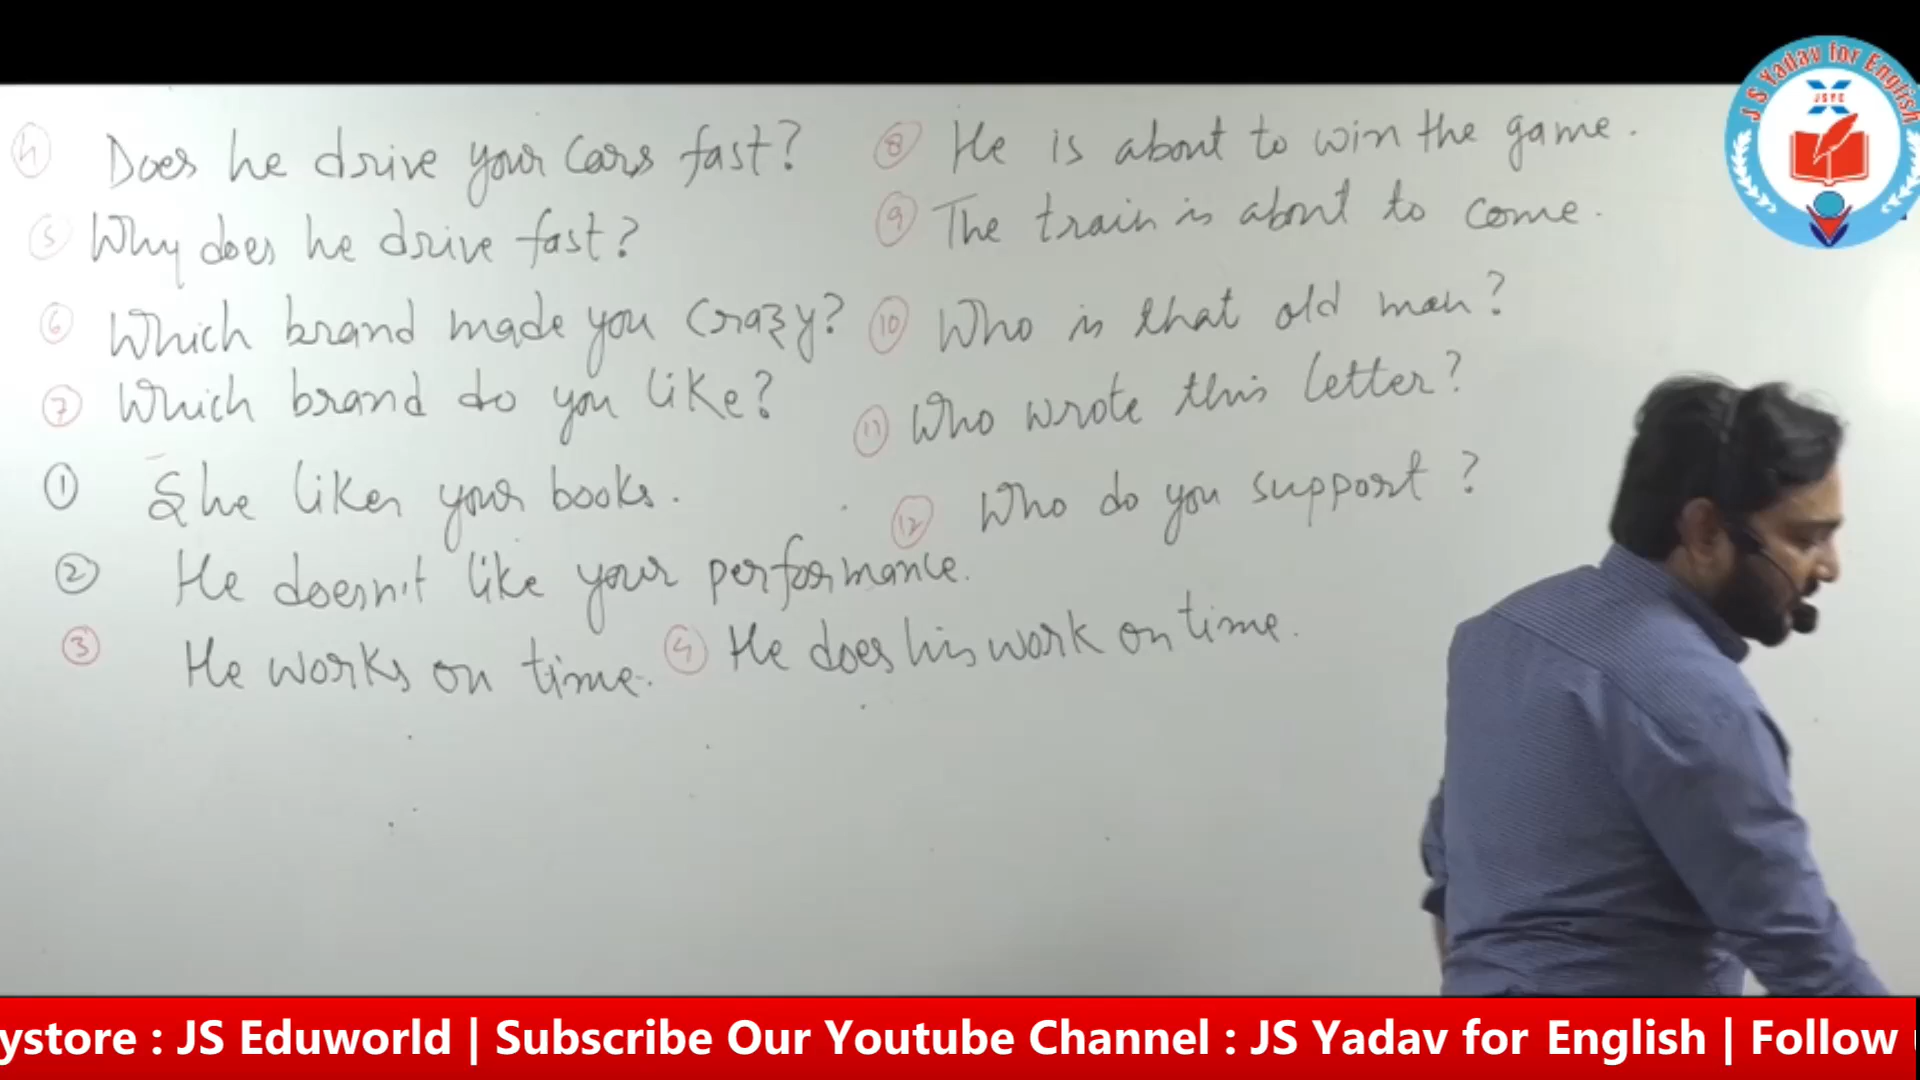 ④ Does he drive your cars fast?
⑤ Why does he drive fast?
⑥ Which brand made you crazy?
⑦ Which brand do you like?
① She likes your books.
② He doesn't like your performance.
③ He works on time.
④ He does his work on time.
⑧ He is about to win the game.
⑨ The train is about to come.
⑩ Who is that old man?
⑪ Who wrote this letter?
⑫ Who do you support?
J S Yadav for English
JSYE
ystore : JS Eduworld | Subscribe Our Youtube Channel : JS Yadav for English | Follow